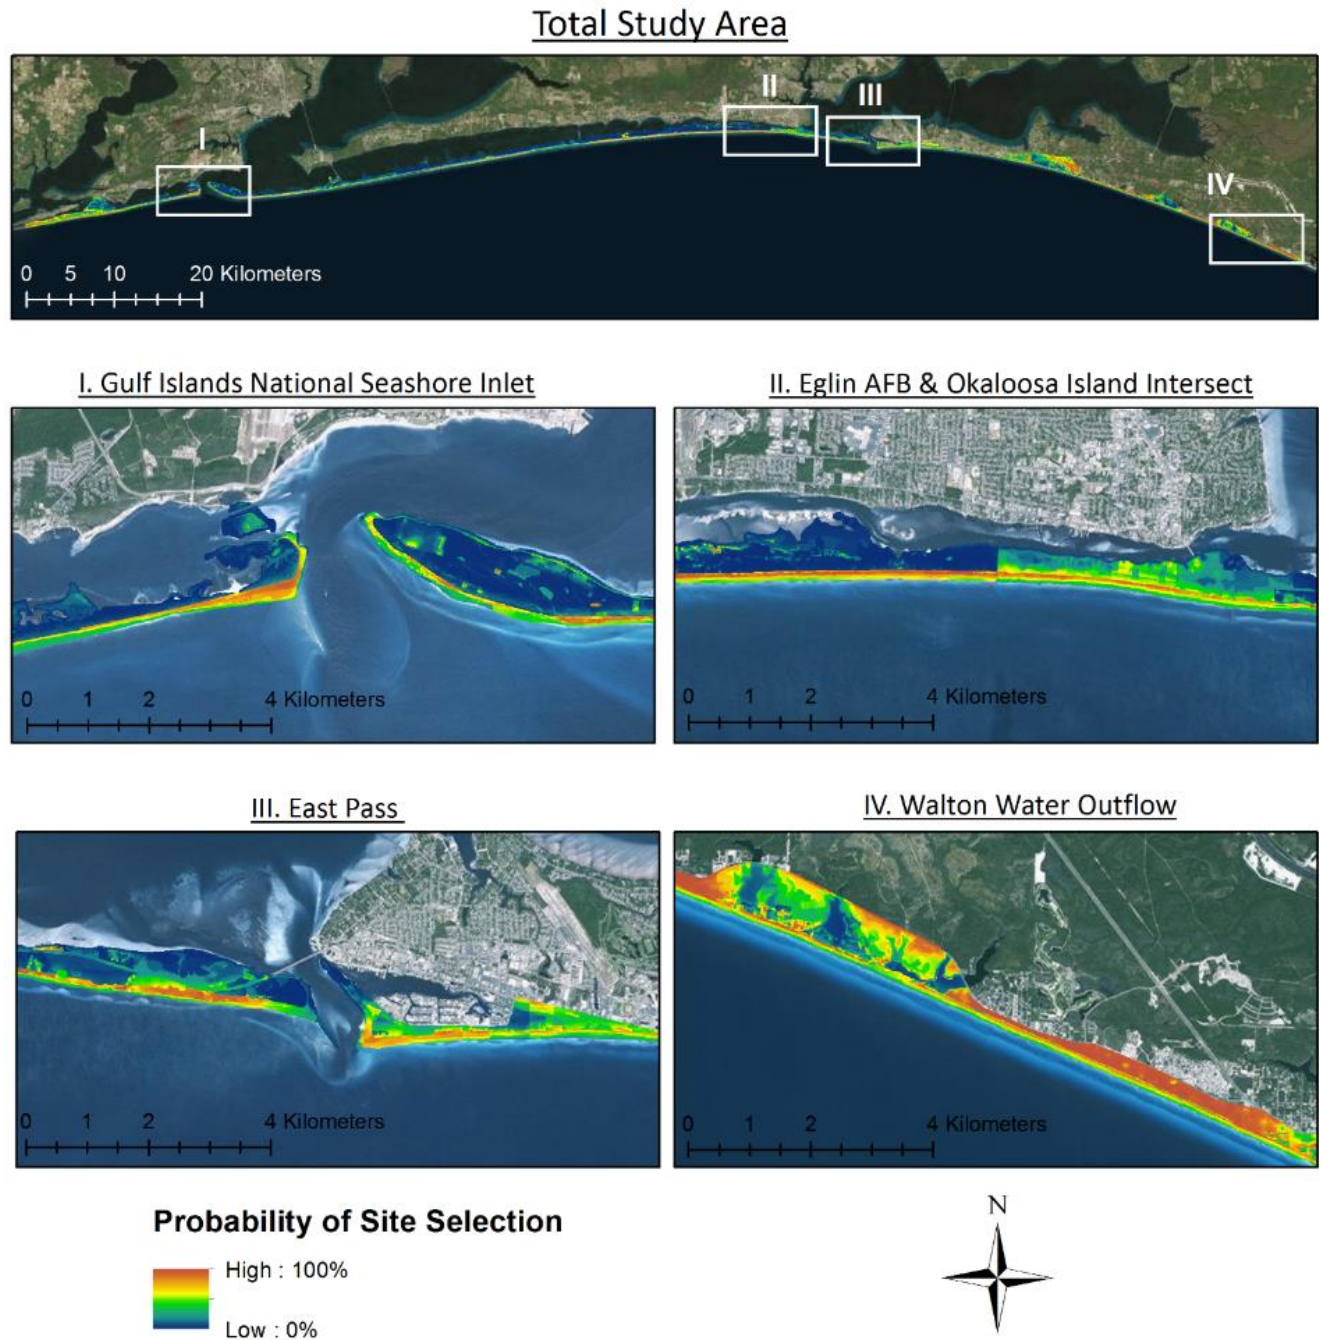 Total Study Area
I
II
III
IV
0 5 10 20 Kilometers
I. Gulf Islands National Seashore Inlet
II. Eglin AFB & Okaloosa Island Intersect
0 1 2 4 Kilometers
0 1 2 4 Kilometers
III. East Pass
IV. Walton Water Outflow
0 1 2 4 Kilometers
0 1 2 4 Kilometers
Probability of Site Selection
High : 100%
Low : 0%
N